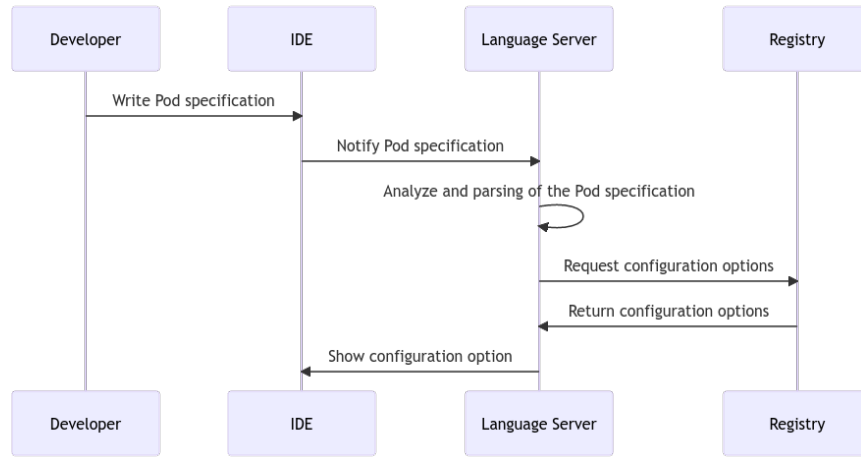 Developer
IDE
Language Server
Registry
Write Pod specification
Notify Pod specification
Analyze and parsing of the Pod specification
Request configuration options
Return configuration options
Show configuration option
Developer
IDE
Language Server
Registry